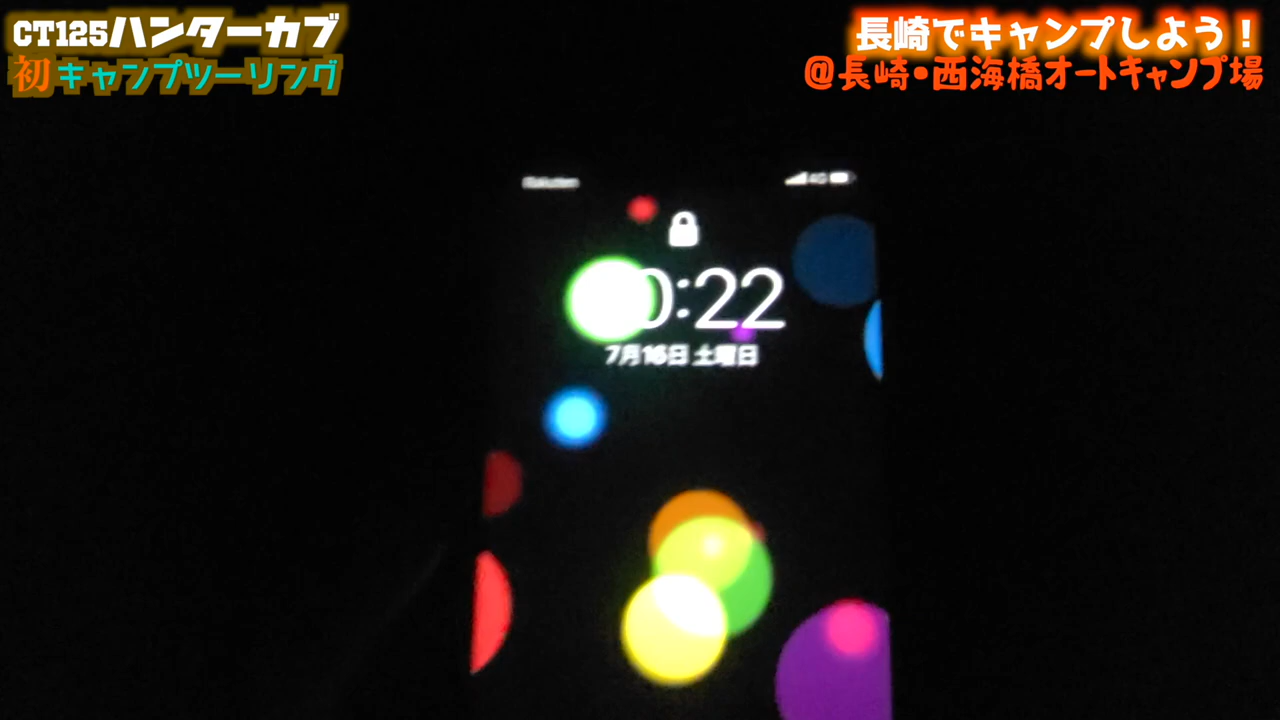 CT125ハンターカブ
初キャンプツーリング
長崎でキャンプしよう!
@長崎・西海橋オートキャンプ場
Rakuten
4G
0:22
7月16日 土曜日